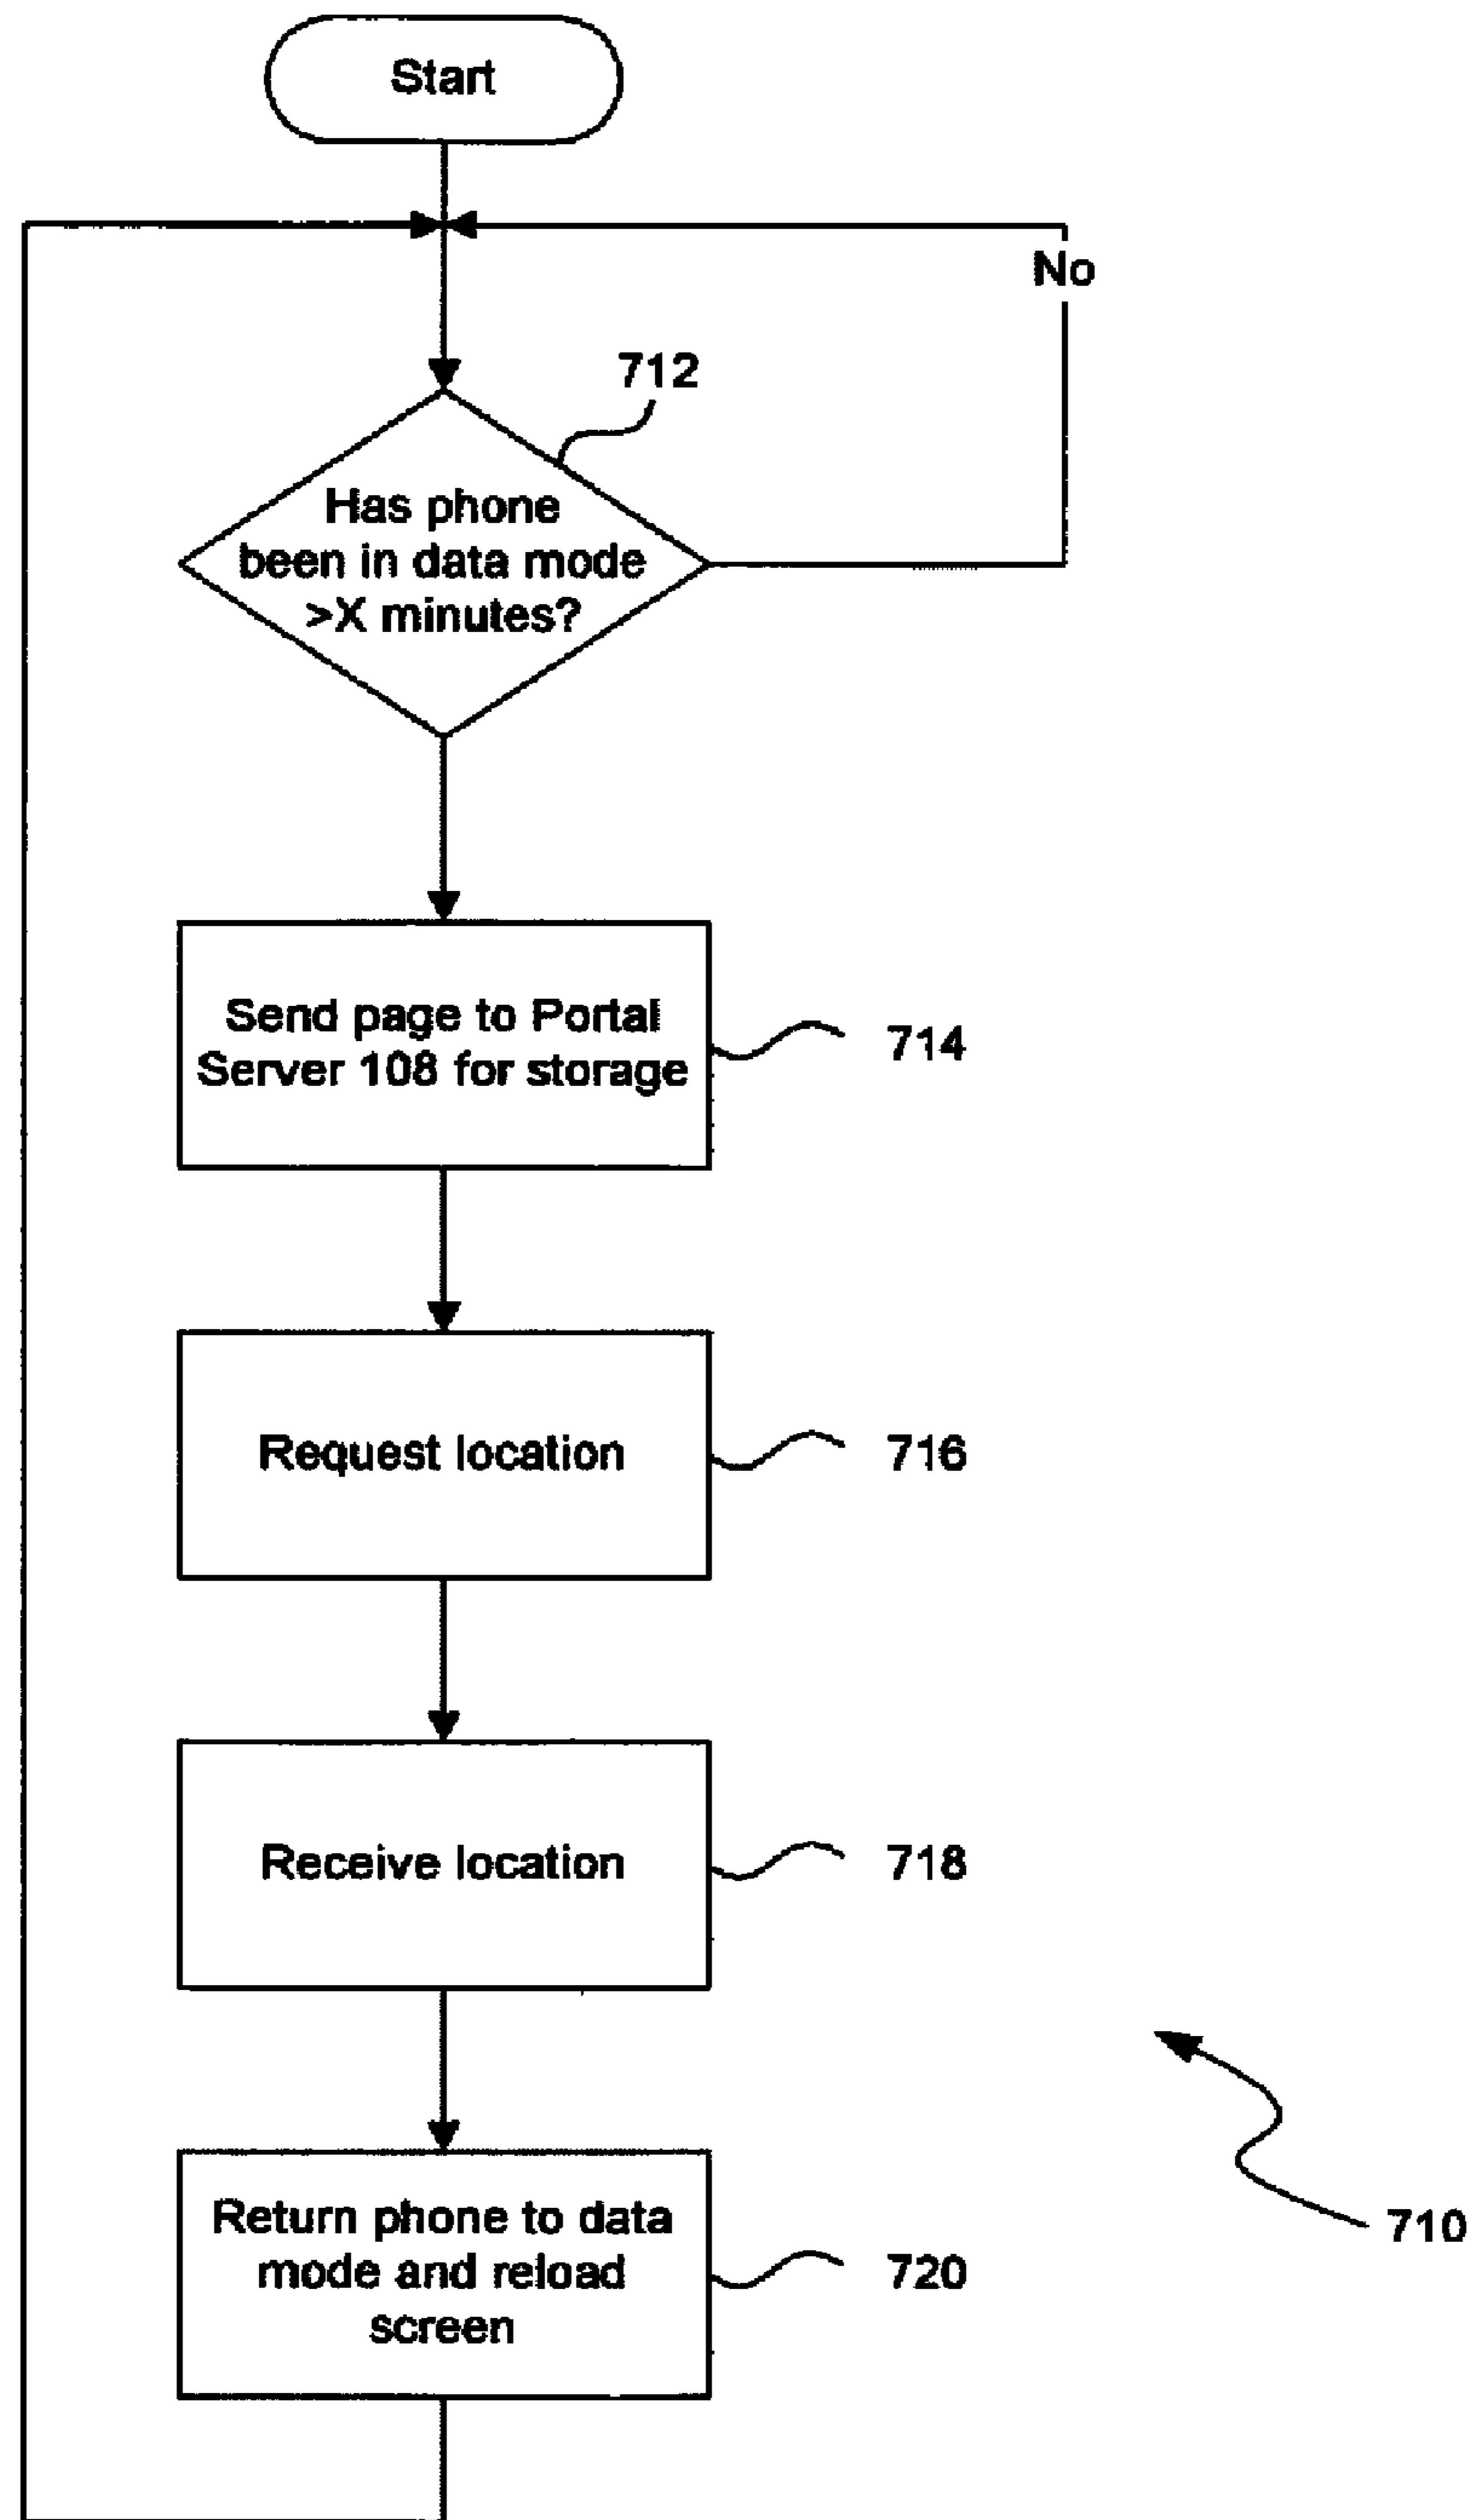 Start
No
712
Has phone
been in data mode
>X minutes?
Send page to Portal
Server 108 for storage
714
Request location
716
Receive location
718
Return phone to data
mode and reload
screen
720
710